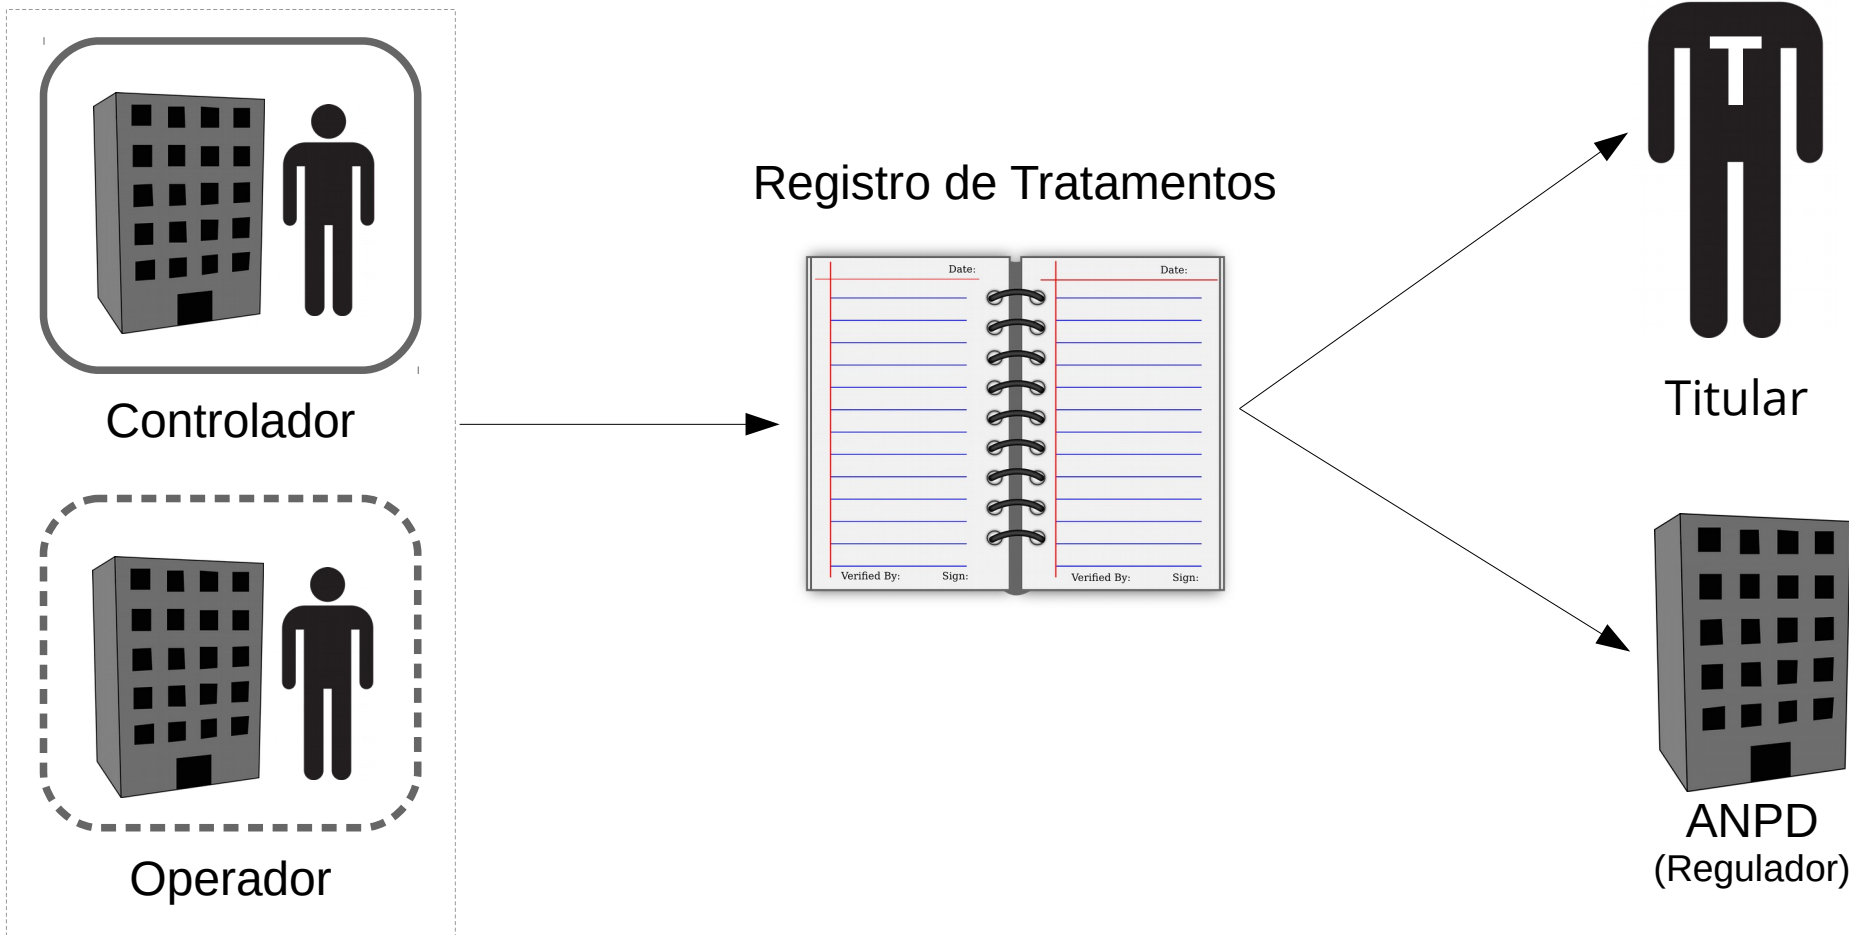 Controlador
Operador
Registro de Tratamentos
Date:
Date:
Verified By: Sign:
Verified By: Sign:
T
Titular
ANPD
(Regulador)